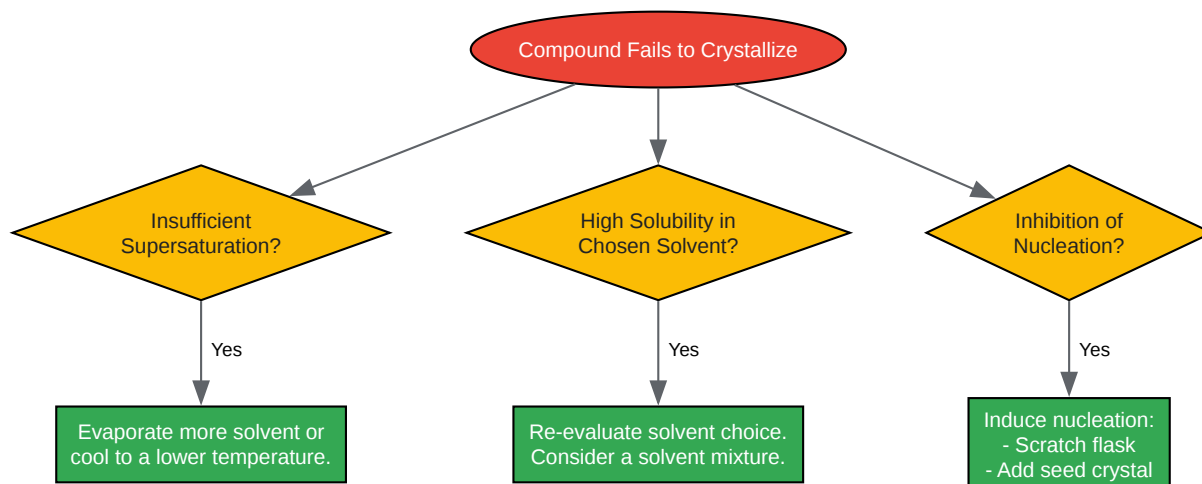 Compound Fails to Crystallize
Insufficient
Supersaturation?
High Solubility in
Chosen Solvent?
Inhibition of
Nucleation?
Yes
Yes
Yes
Evaporate more solvent or
cool to a lower temperature.
Re-evaluate solvent choice.
Consider a solvent mixture.
Induce nucleation:
- Scratch flask
- Add seed crystal